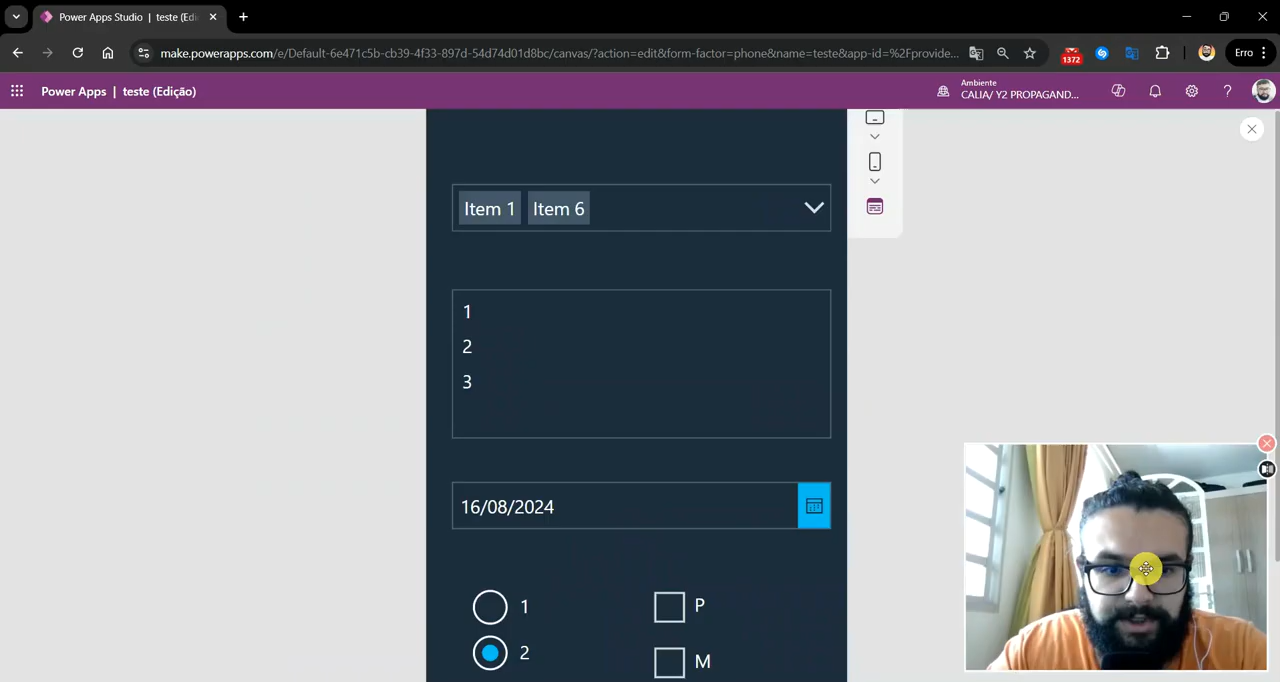 Power Apps Studio | teste (Edi
make.powerapps.com/e/Default-6e471c5b-cb39-4f33-897d-54d74d01d8bc/canvas/?action=edit&form-factor=phone&name=teste&app-id=%2Fprovide...
1372
Erro
Power Apps | teste (Edição)
Ambiente
CALIA/ Y2 PROPAGAND...
Item 1 Item 6
1
2
3
16/08/2024
1 P
2 M